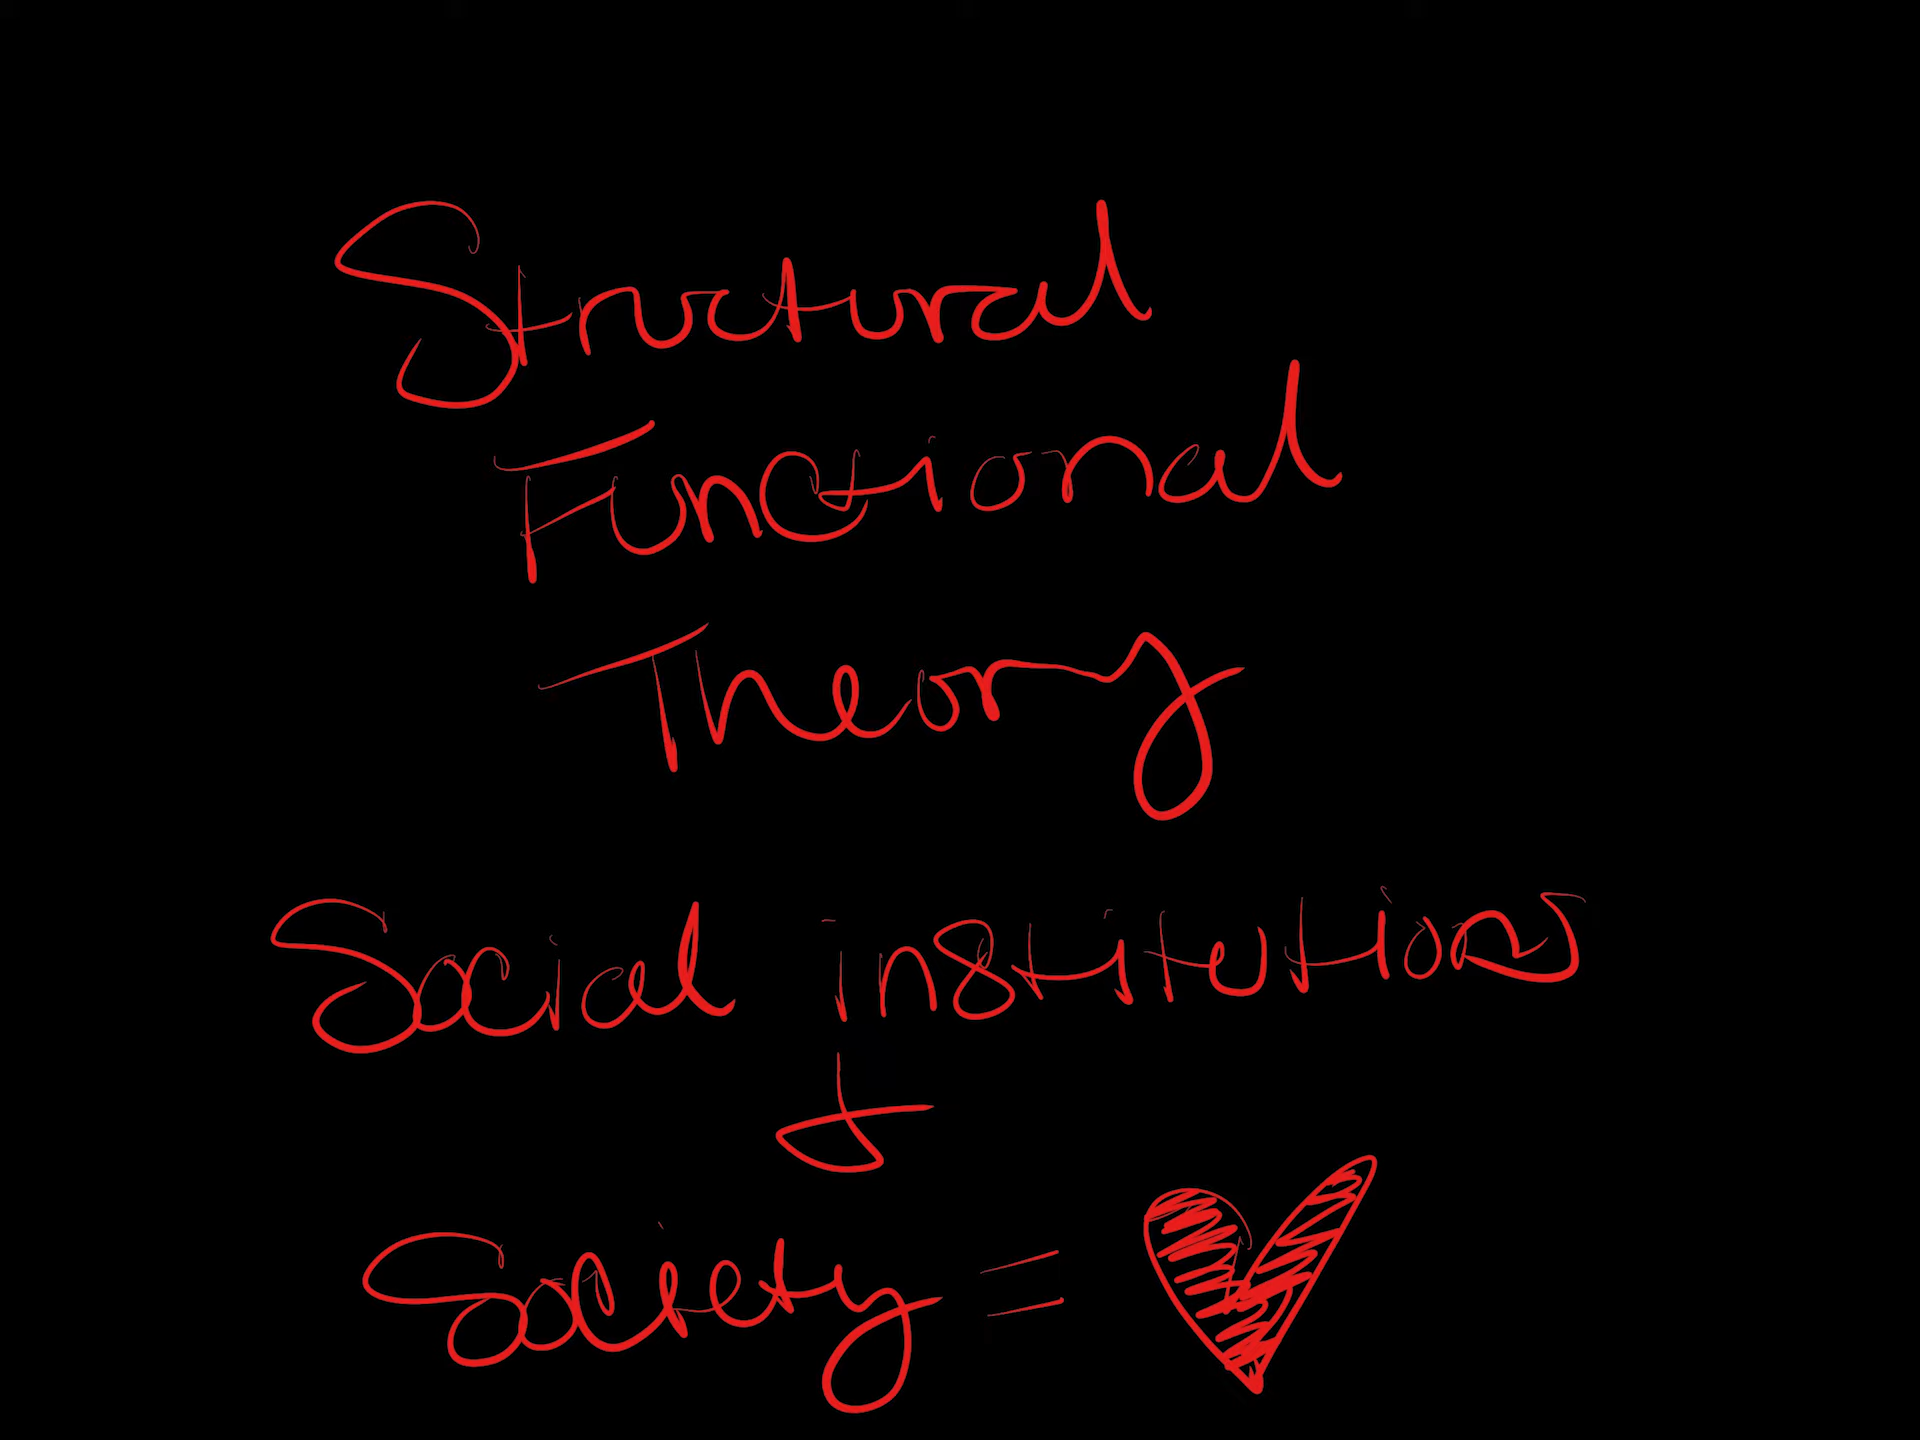 Structural
Functional
Theory
Social institutions
+
Society =